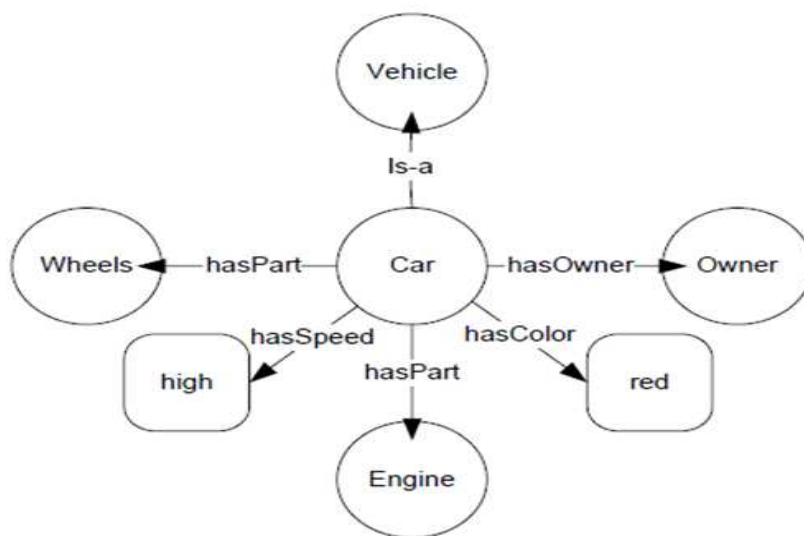 Vehicle
Is-a
Wheels hasPart Car hasOwner Owner
hasSpeed hasColor
high hasPart red
Engine